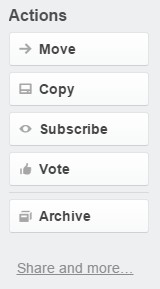 Actions
Move
Copy
Subscribe
Vote
Archive
Share and more...